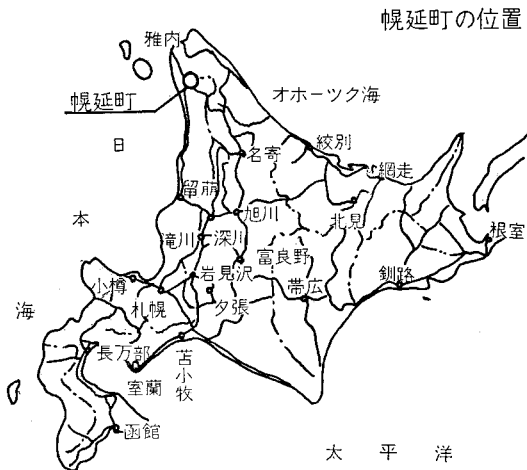 幌延町の位置
雅内
オホーツク海
幌延町
日本海
名寄
絞別
網走
留萌
旭川
北見
根室
滝川
深川
富良野
釧路
小樽
札幌
岩見沢
夕張
帯広
長万部
室蘭
苫小牧
函館
太平洋